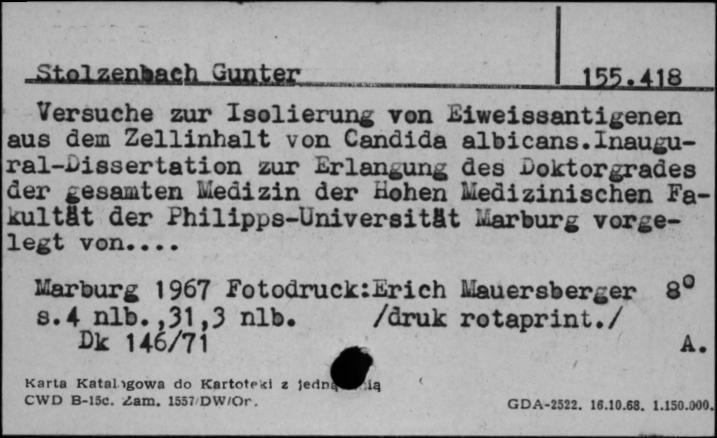 Stolzenbach Gunter 155.418
Versuche zur Isolierung von Eiweissantigenen
aus dem Zellinhalt von Candida albicans.Inaugu-
ral-Dissertation zur Erlangung des Doktorgrades
der gesamten Medizin der Hohen Medizinischen Fa-
kultät der Philipps-Universität Marburg vorge-
legt von....
Marburg 1967 Fotodruck:Erich Mauersberger 8°
s.4 nlb.,31,3 nlb. /druk rotaprint./
Dk 146/71 A.
Karta Katalogowa do Kartoteki z jedną
CWD B-15c. Zam. 1557/DW/Or. GDA-2522. 16.10.68. 1.150.000.